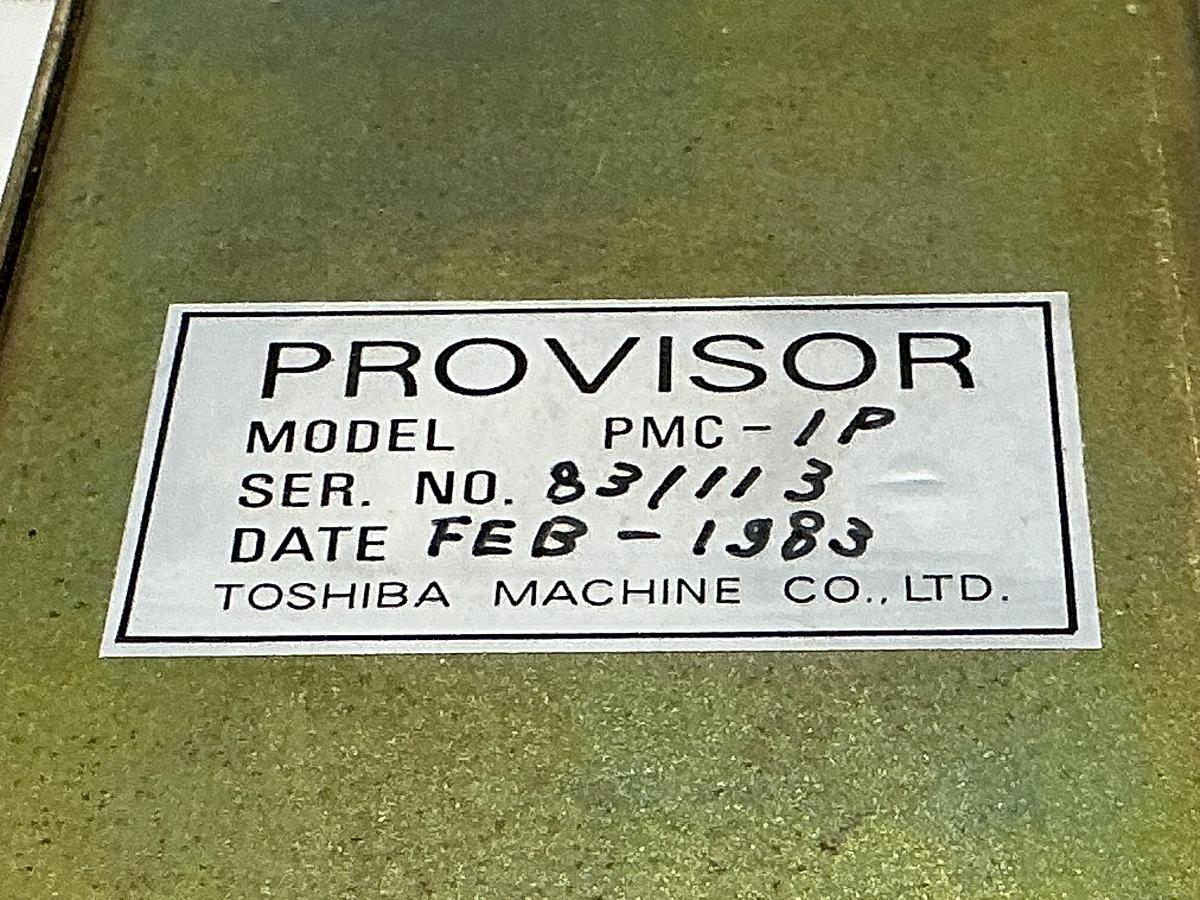 PROVISOR
MODEL PMC-1P
SER. NO. 831113
DATE FEB-1983
TOSHIBA MACHINE CO., LTD.